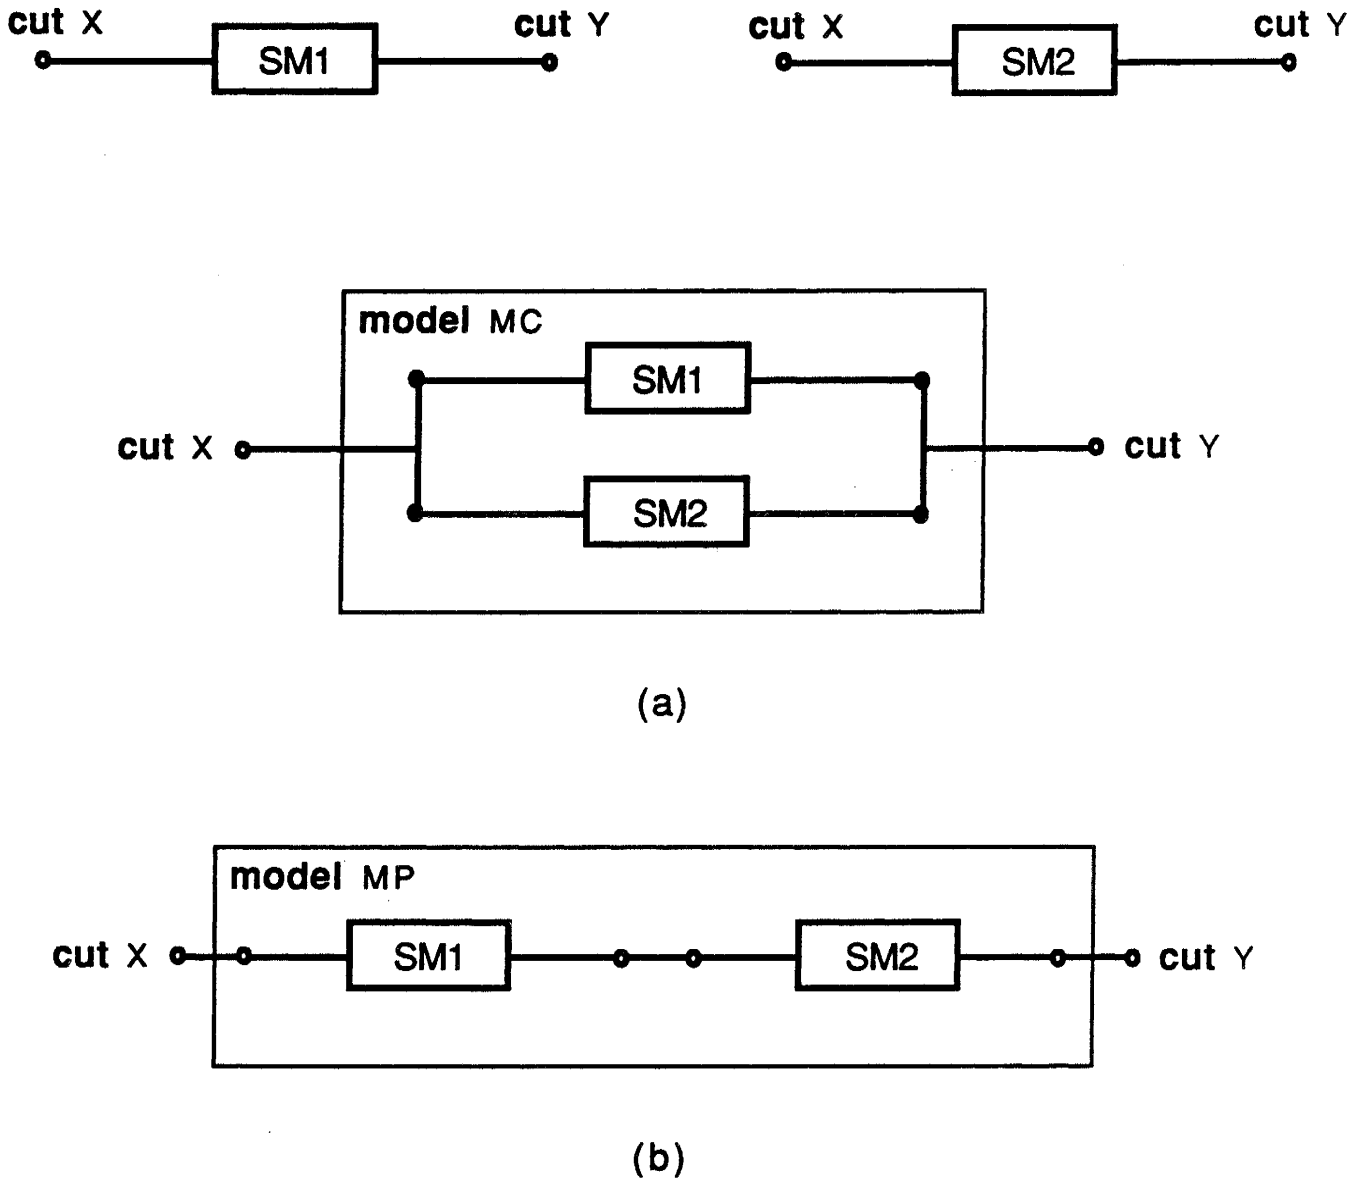 cut X SM1 cut Y cut X SM2 cut Y
model MC
SM1
cut X cut Y
SM2
(a)
model MP
cut X SM1 SM2 cut Y
(b)